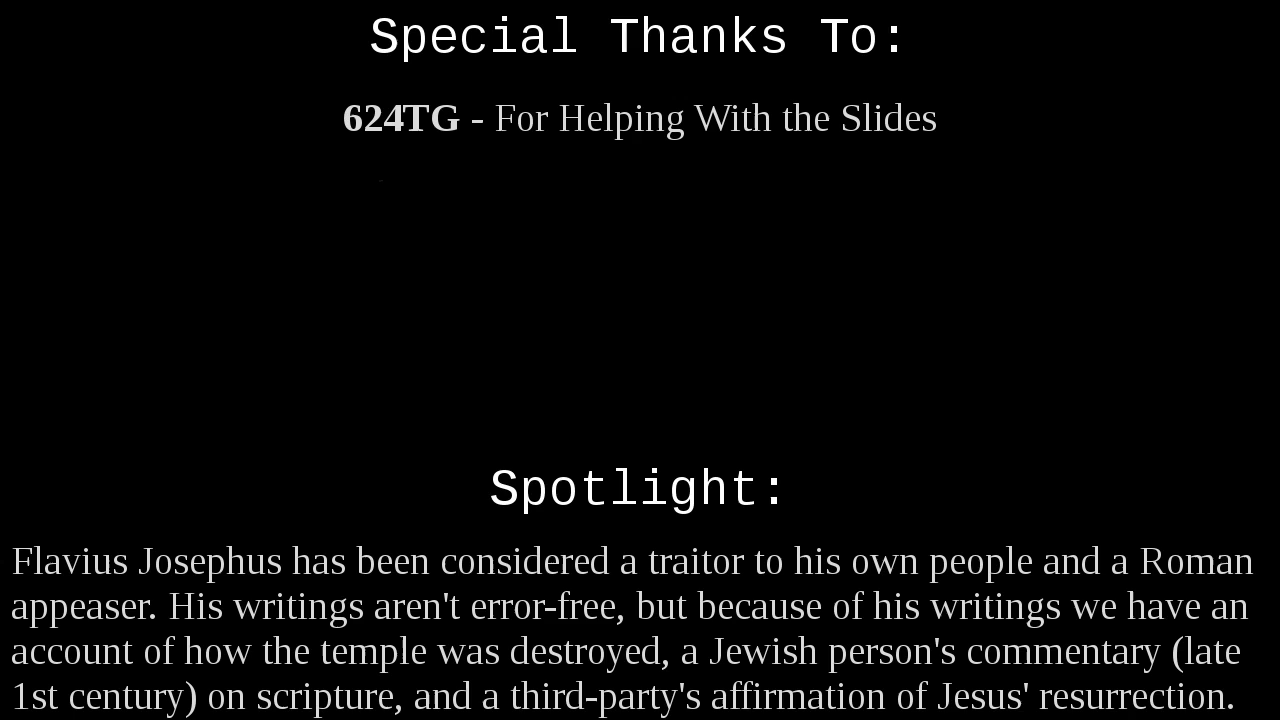 Special Thanks To:
624TG - For Helping With the Slides
Spotlight:
Flavius Josephus has been considered a traitor to his own people and a Roman
appeaser. His writings aren't error-free, but because of his writings we have an
account of how the temple was destroyed, a Jewish person's commentary (late
1st century) on scripture, and a third-party's affirmation of Jesus' resurrection.